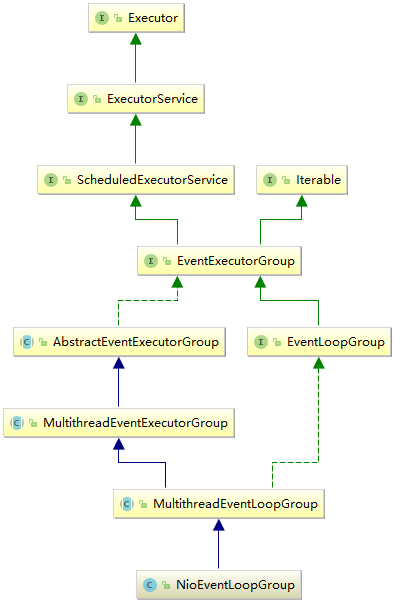 I Executor
I ExecutorService
I ScheduledExecutorService
I Iterable
I EventExecutorGroup
C AbstractEventExecutorGroup
I EventLoopGroup
C MultithreadEventExecutorGroup
C MultithreadEventLoopGroup
C NioEventLoopGroup